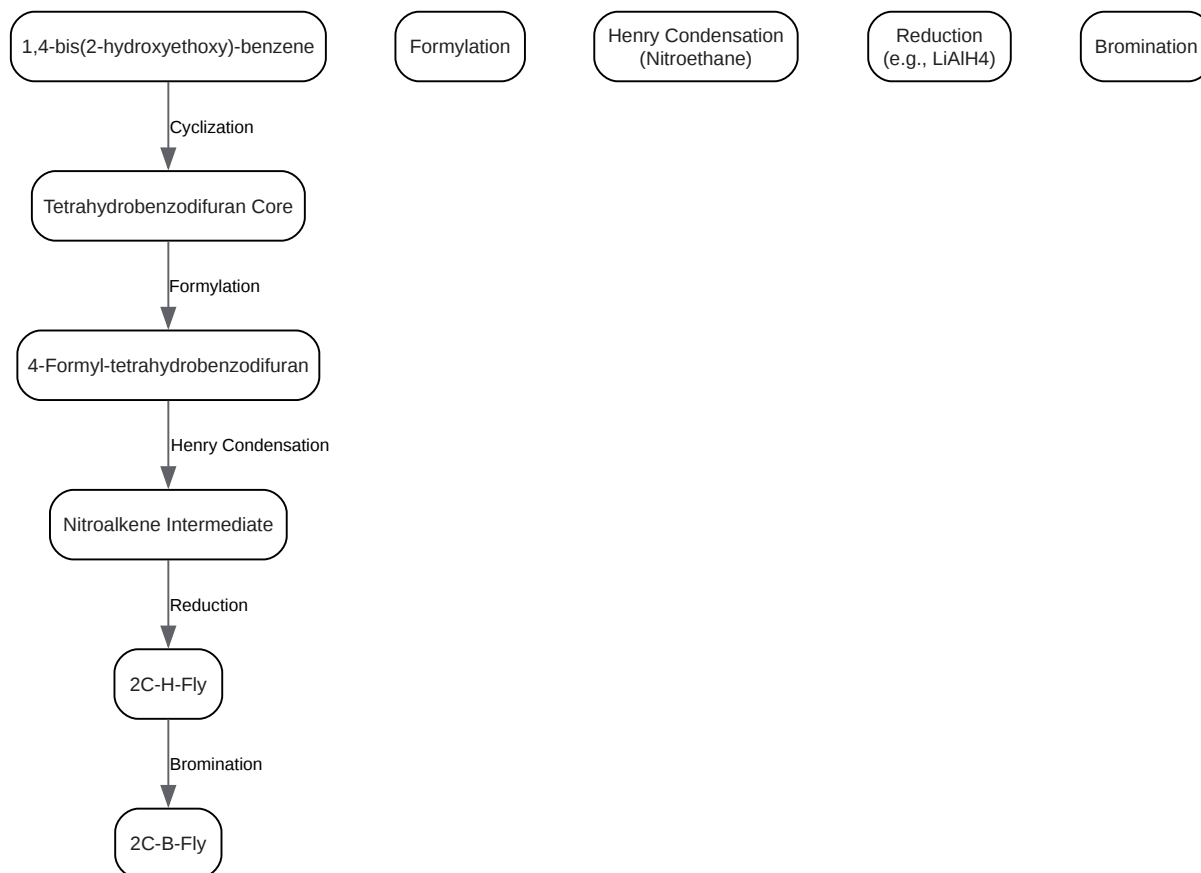 1,4-bis(2-hydroxyethoxy)-benzene
Formylation
Henry Condensation
(Nitroethane)
Reduction
(e.g., LiAlH4)
Bromination
Cyclization
Tetrahydrobenzodifuran Core
Formylation
4-Formyl-tetrahydrobenzodifuran
Henry Condensation
Nitroalkene Intermediate
Reduction
2C-H-Fly
Bromination
2C-B-Fly